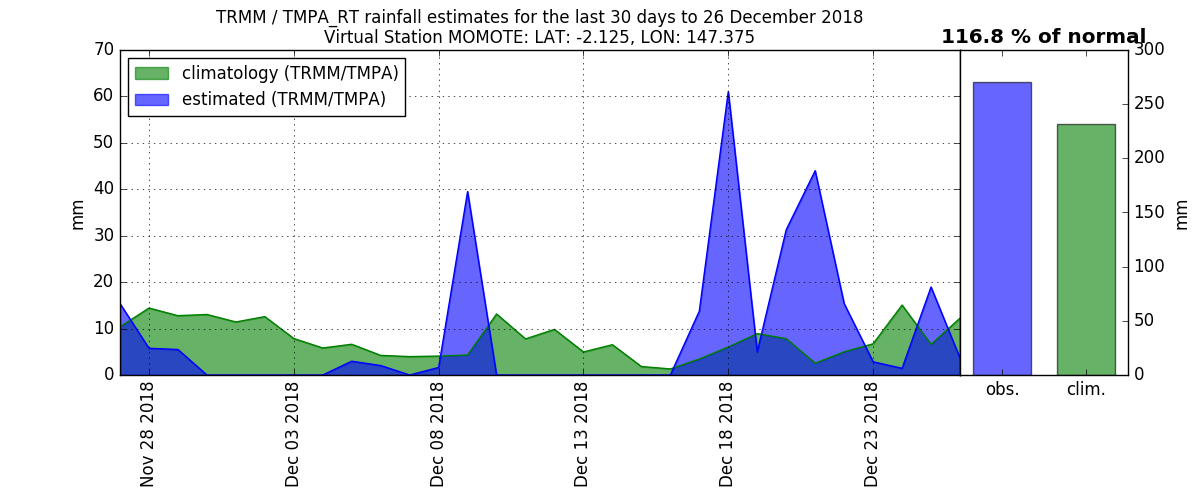 TRMM / TMPA_RT rainfall estimates for the last 30 days to 26 December 2018
Virtual Station MOMOTE: LAT: -2.125, LON: 147.375
116.8 % of normal
climatology (TRMM/TMPA)
estimated (TRMM/TMPA)
70
60
50
40
30
20
10
0
mm
Nov 28 2018
Dec 03 2018
Dec 08 2018
Dec 13 2018
Dec 18 2018
Dec 23 2018
obs.
clim.
300
250
200
150
100
50
0
mm